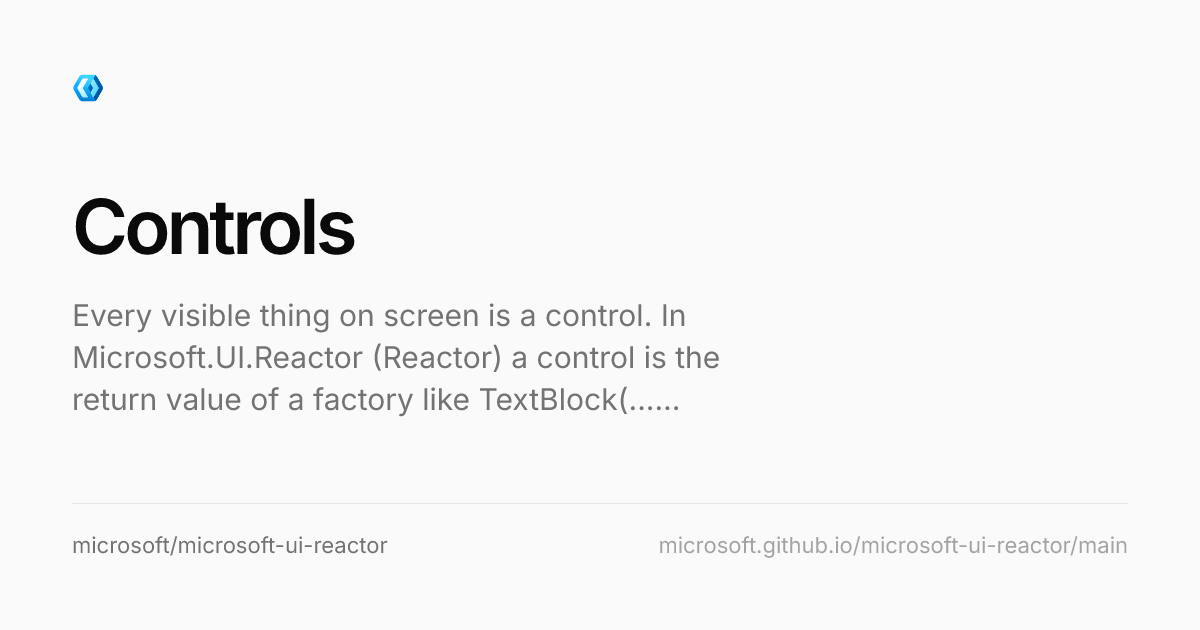 Controls
Every visible thing on screen is a control. In
Microsoft.UI.Reactor (Reactor) a control is the
return value of a factory like TextBlock(......
microsoft/microsoft-ui-reactor
microsoft.github.io/microsoft-ui-reactor/main